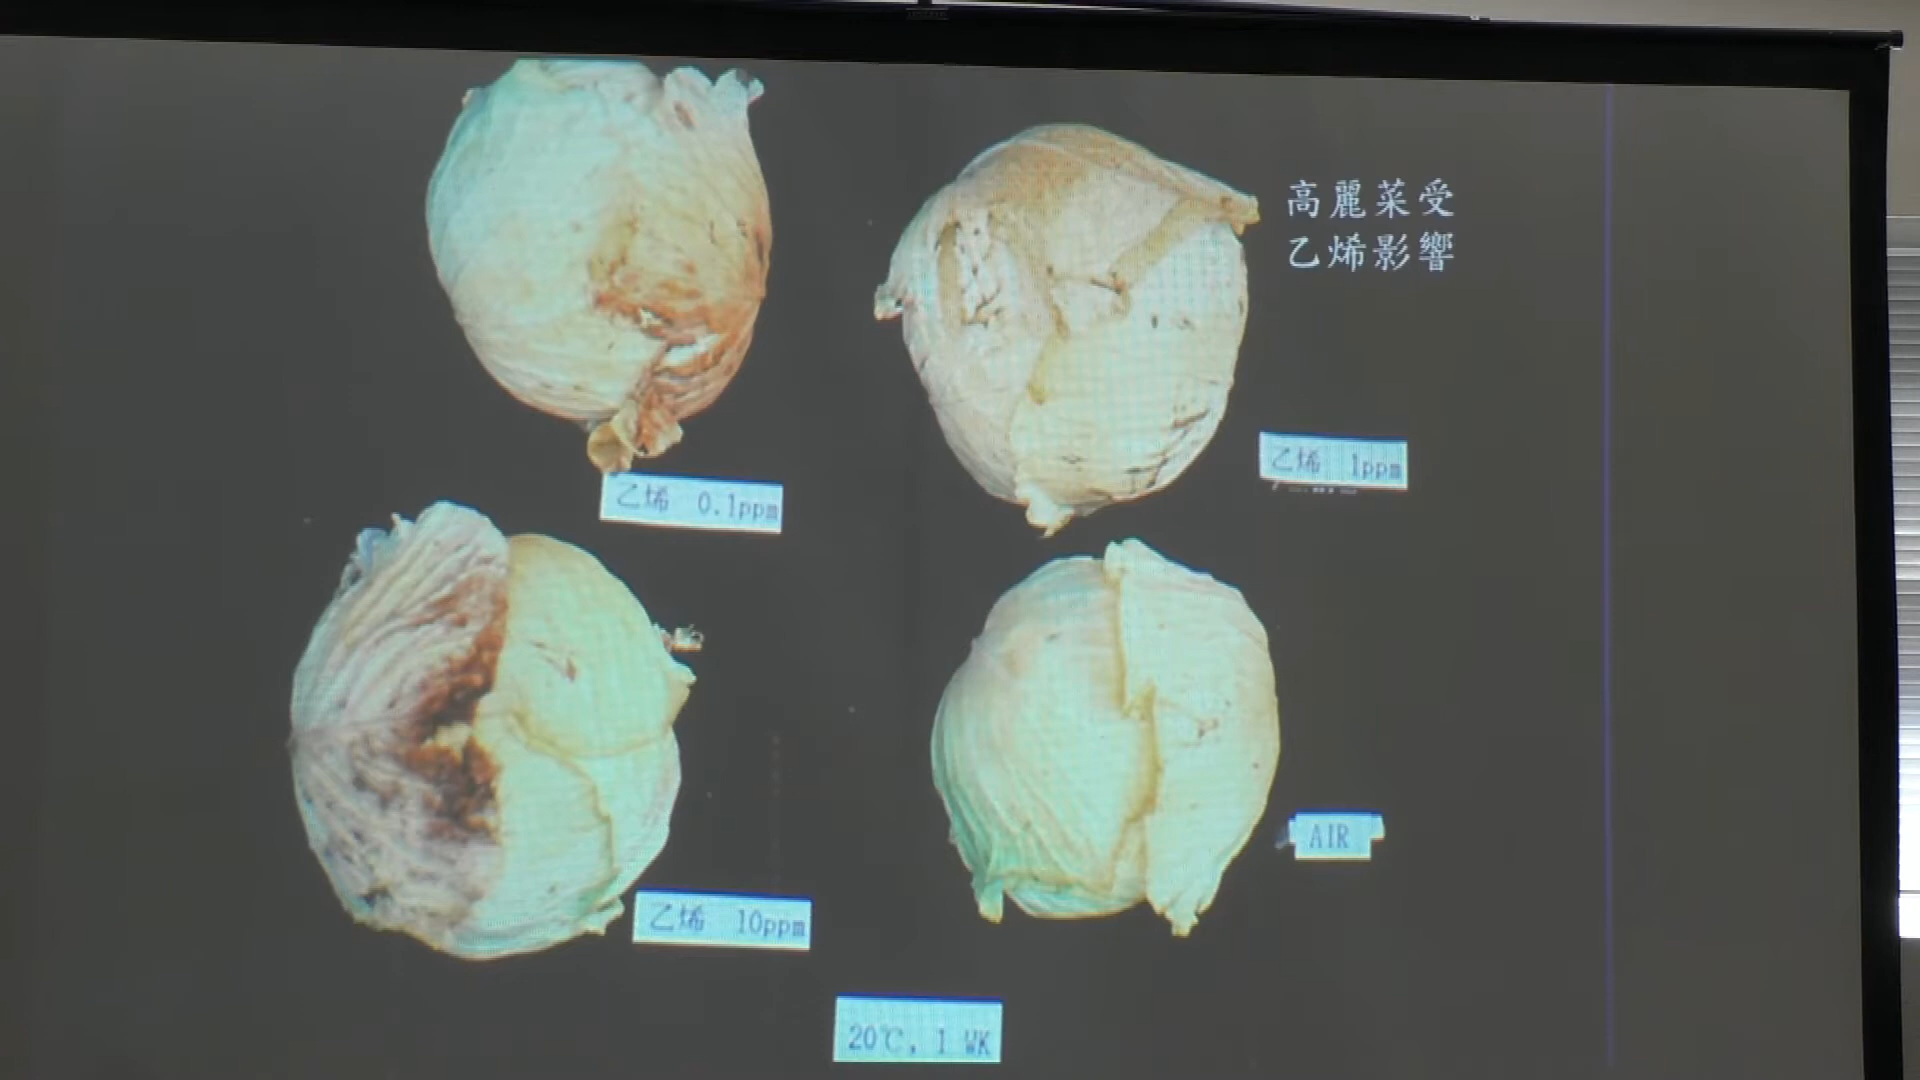 高麗菜受
乙烯影響
乙烯 0.1ppm
乙烯 1ppm
乙烯 10ppm
AIR
20℃, 1 WK